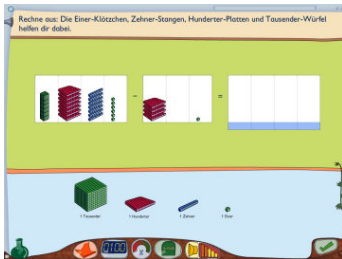 Rechne aus: Die Einer-Klötzchen, Zehner-Stangen, Hunderter-Platten und Tausender-Würfel
helfen dir dabei.
- =
1 Tausender 1 Hunderter 1 Zehner 1 Einer